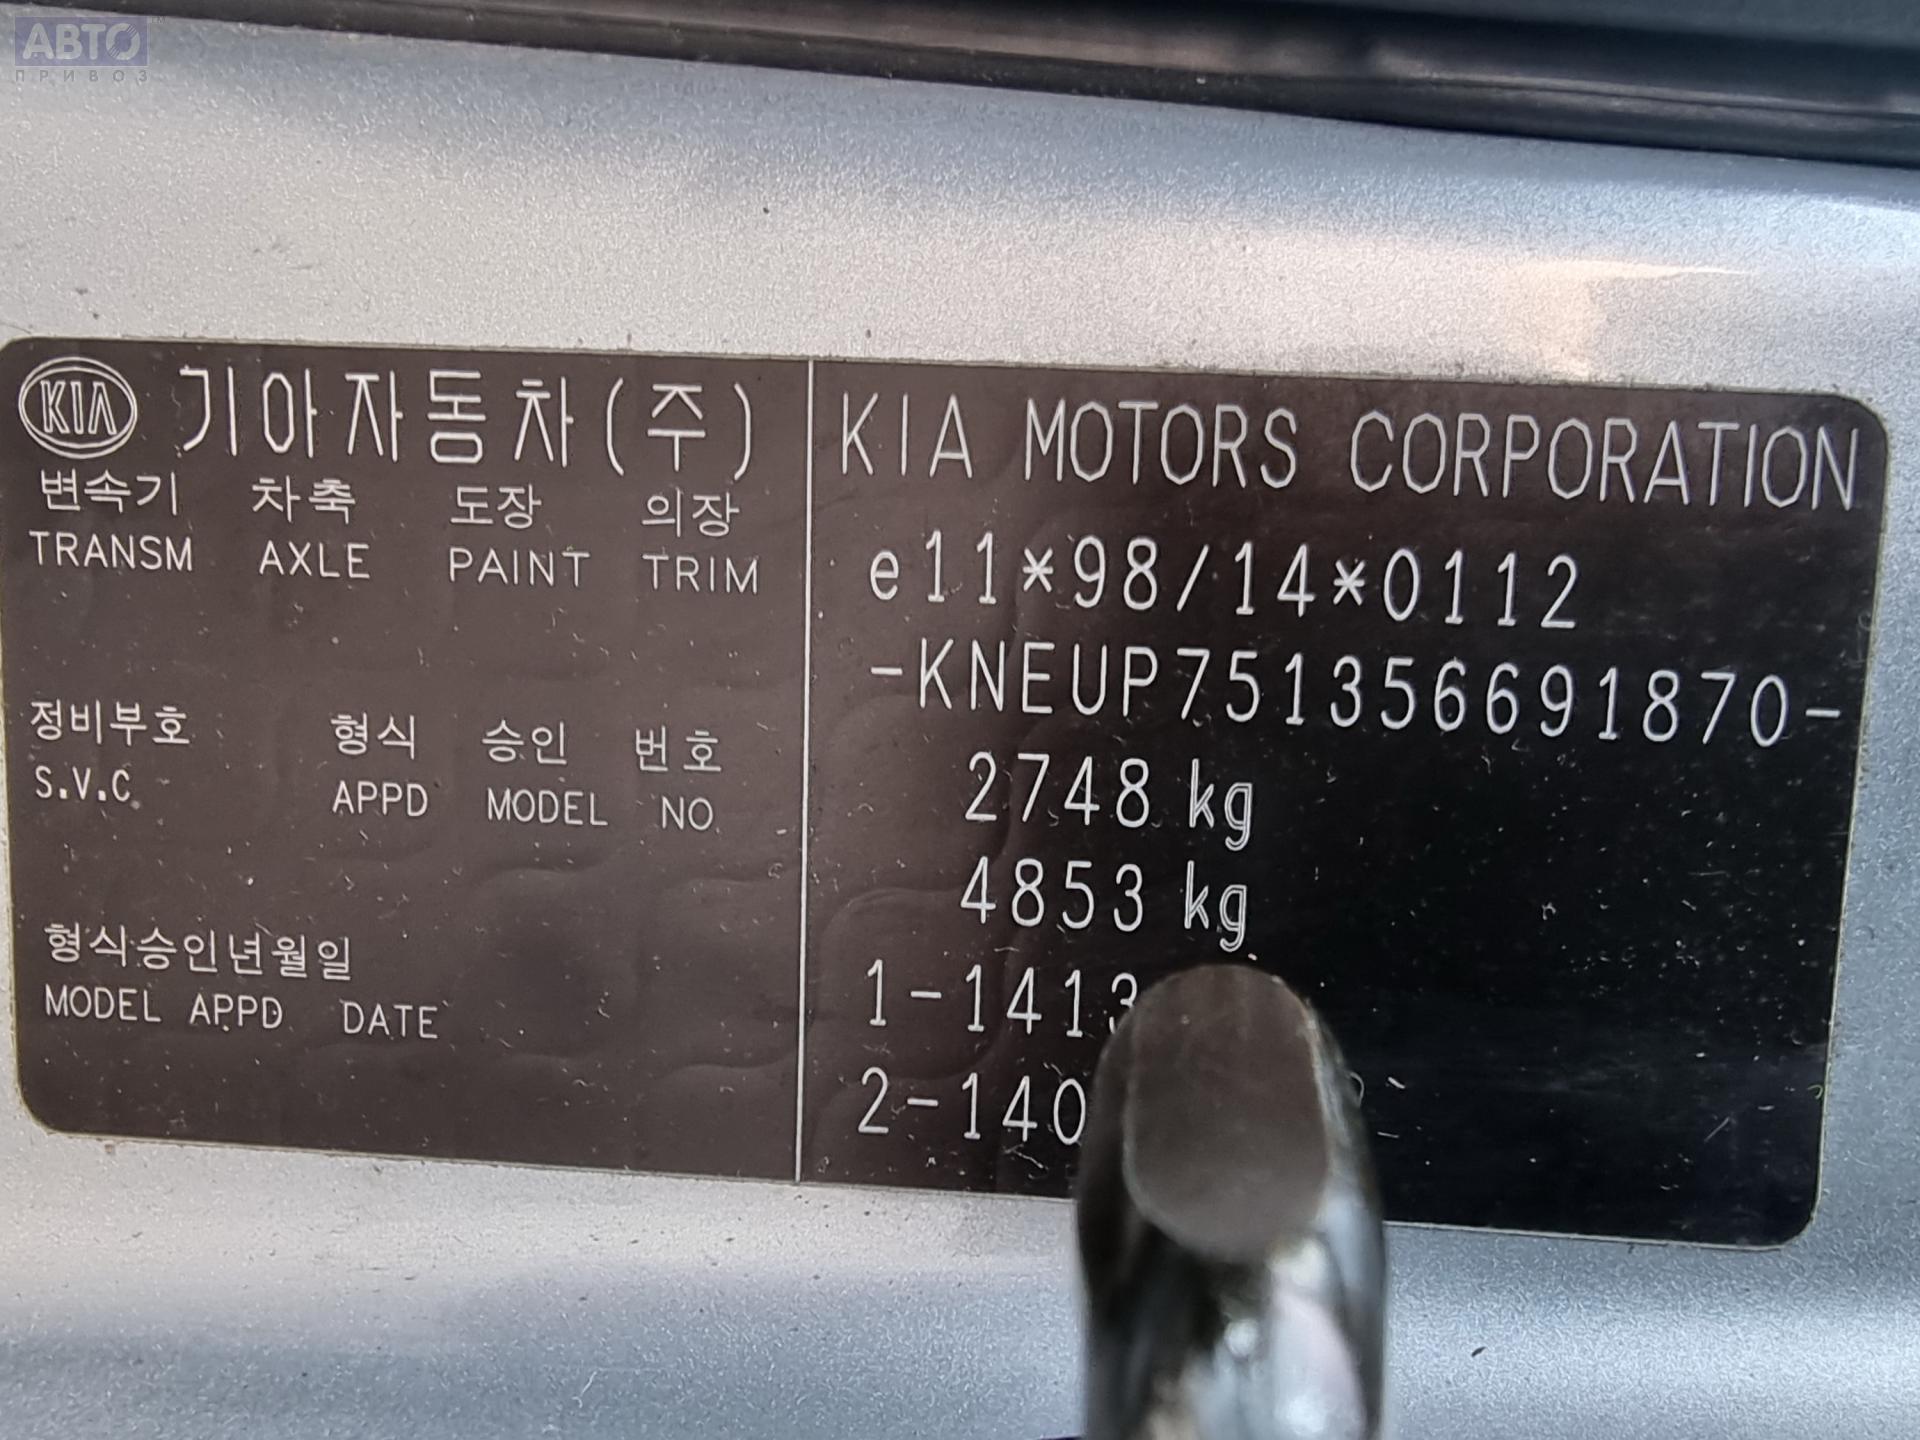 АВТО
ПРИВОЗ
KIA 기아자동차(주)
변속기 차축 도장 의장
TRANSM AXLE PAINT TRIM
정비부호 형식 승인 번호
S.V.C. APPD MODEL NO.
형식승인년월일
MODEL APPD DATE
KIA MOTORS CORPORATION
e11*98/14*0112
-KNEUP751356691870-
2748 kg
4853 kg
1-1413
2-140